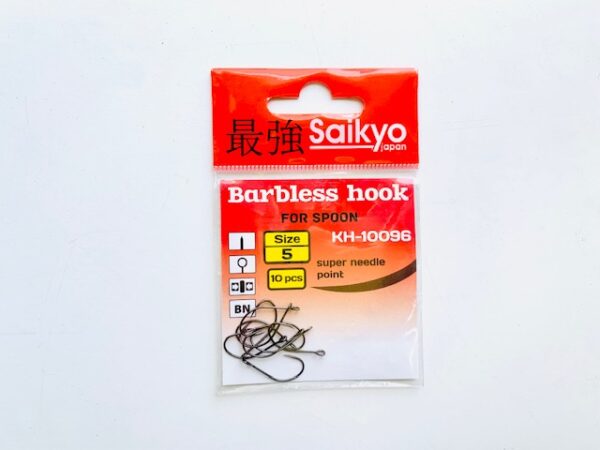 最強 Saikyo
japan
Barbless hook
FOR SPOON
KH-10096
Size
5
super needle
point
10 pcs
BN